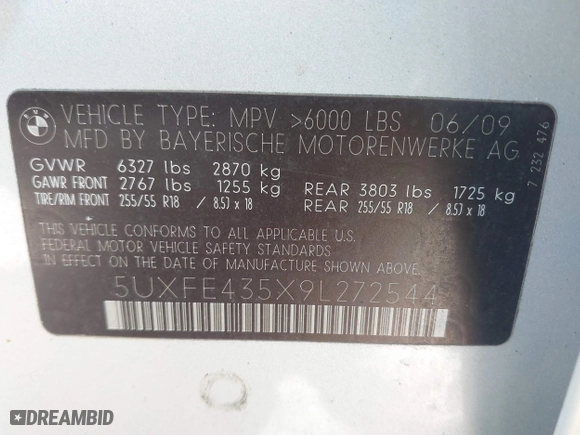 BMW
VEHICLE TYPE: MPV >6000 LBS 06/09
MFD BY BAYERISCHE MOTORENWERKE AG
GVWR 6327 lbs 2870 kg
GAWR FRONT 2767 lbs 1255 kg REAR 3803 lbs 1725 kg
TIRE/RIM FRONT 255/55 R18 / 8.5J x 18 REAR 255/55 R18 / 8.5J x 18
THIS VEHICLE CONFORMS TO ALL APPLICABLE U.S.
FEDERAL MOTOR VEHICLE SAFETY STANDARDS
IN EFFECT ON THE DATE OF MANUFACTURE SHOWN ABOVE.
5UXFE435X9L272544
7 232 476
DREAMBID